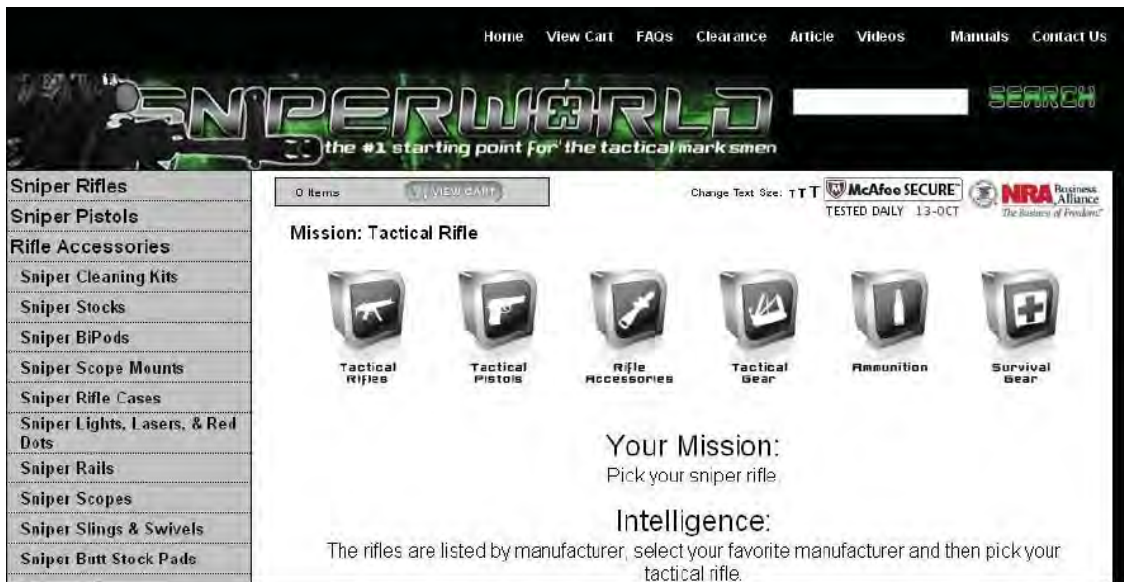 Home View Cart FAQs Clearance Article Videos Manuals Contact Us
SNIPERWORLD
the #1 starting point for the tactical marksmen
SEARCH
Sniper Rifles
Sniper Pistols
Rifle Accessories
Sniper Cleaning Kits
Sniper Stocks
Sniper BiPods
Sniper Scope Mounts
Sniper Rifle Cases
Sniper Lights, Lasers, & Red
Dots
Sniper Rails
Sniper Scopes
Sniper Slings & Swivels
Sniper Butt Stock Pads
0 Items VIEW CART
Change Text Size: T T T
McAfee SECURE™
TESTED DAILY 13-OCT
NRA Business
Alliance
The Business of Freedom™
Mission: Tactical Rifle
Tactical
Rifles
Tactical
Pistols
Rifle
Accessories
Tactical
Gear
Ammunition
Survival
Gear
Your Mission:
Pick your sniper rifle.
Intelligence:
The rifles are listed by manufacturer, select your favorite manufacturer and then pick your
tactical rifle.